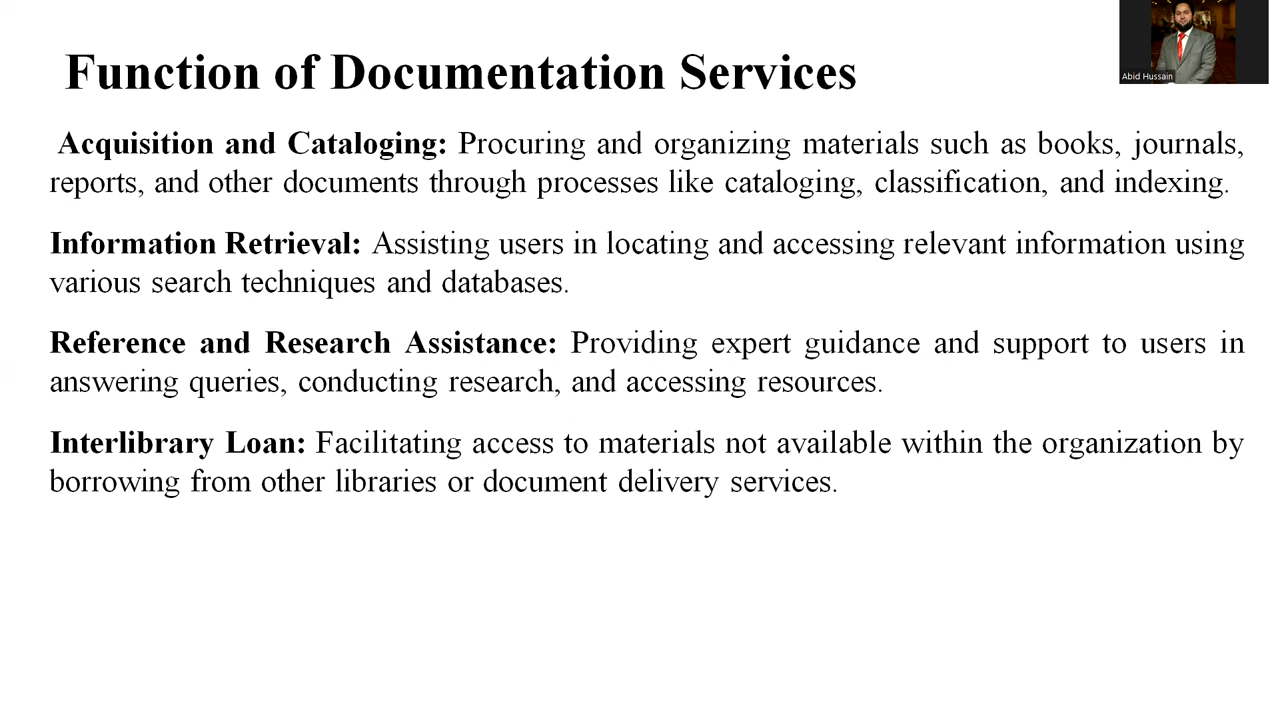 Function of Documentation Services
Abid Hussain
Acquisition and Cataloging: Procuring and organizing materials such as books, journals,
reports, and other documents through processes like cataloging, classification, and indexing.
Information Retrieval: Assisting users in locating and accessing relevant information using
various search techniques and databases.
Reference and Research Assistance: Providing expert guidance and support to users in
answering queries, conducting research, and accessing resources.
Interlibrary Loan: Facilitating access to materials not available within the organization by
borrowing from other libraries or document delivery services.